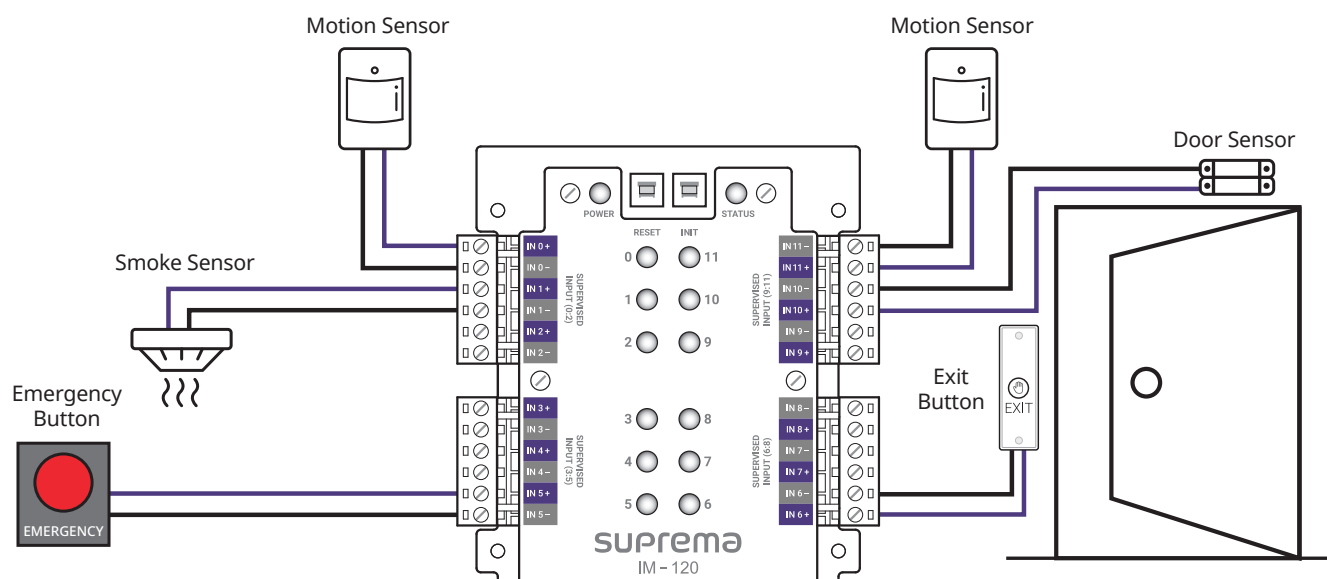 Motion Sensor
Motion Sensor
Door Sensor
POWER
STATUS
RESET
INIT
Smoke Sensor
IN 0 +
IN 0 –
IN 1 +
IN 1 –
IN 2 +
IN 2 –
SUPERVISED
INPUT (0:2)
0
11
1
10
2
9
SUPERVISED
INPUT (9:11)
IN 11 –
IN 11 +
IN 10 –
IN 10 +
IN 9 –
IN 9 +
Emergency
Button
EMERGENCY
IN 3 +
IN 3 –
IN 4 +
IN 4 –
IN 5 +
IN 5 –
SUPERVISED
INPUT (3:5)
3
8
4
7
5
6
SUPERVISED
INPUT (6:8)
IN 8 –
IN 8 +
IN 7 –
IN 7 +
IN 6 –
IN 6 +
Exit
Button
EXIT
suprema
IM – 120